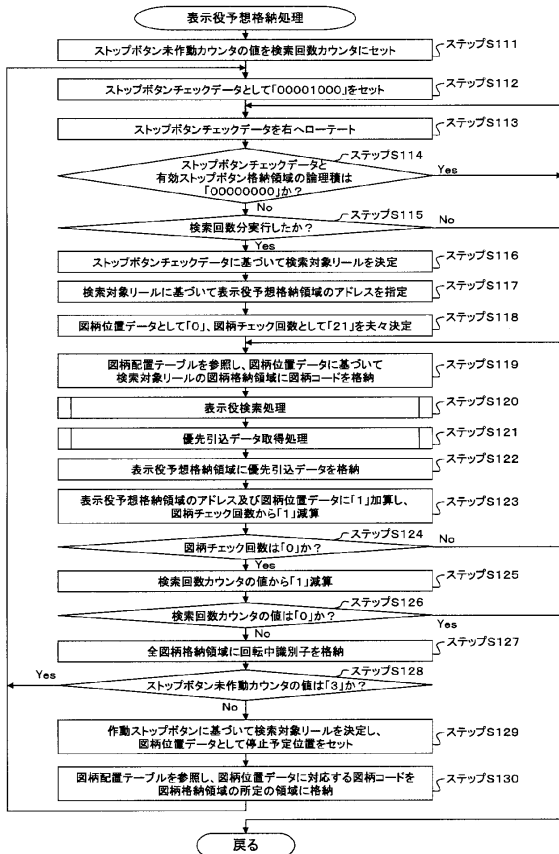 表示役予想格納処理
ストップボタン未作動カウンタの値を検索回数カウンタにセット
ステップS111
ストップボタンチェックデータとして「00001000」をセット
ステップS112
ストップボタンチェックデータを右へローテート
ステップS113
ストップボタンチェックデータと
有効ストップボタン格納領域の論理積は
「00000000」か?
ステップS114
Yes
No
検索回数分実行したか?
ステップS115
No
Yes
ストップボタンチェックデータに基づいて検索対象リールを決定
ステップS116
検索対象リールに基づいて表示役予想格納領域のアドレスを指定
ステップS117
図柄位置データとして「0」、図柄チェック回数として「21」を夫々決定
ステップS118
図柄配置テーブルを参照し、図柄位置データに基づいて
検索対象リールの図柄格納領域に図柄コードを格納
ステップS119
表示役検索処理
ステップS120
優先引込データ取得処理
ステップS121
表示役予想格納領域に優先引込データを格納
ステップS122
表示役予想格納領域のアドレス及び図柄位置データに「1」加算し、
図柄チェック回数から「1」減算
ステップS123
図柄チェック回数は「0」か?
ステップS124
No
Yes
検索回数カウンタの値から「1」減算
ステップS125
検索回数カウンタの値は「0」か?
ステップS126
Yes
No
全図柄格納領域に回転中識別子を格納
ステップS127
ストップボタン未作動カウンタの値は「3」か?
ステップS128
Yes
No
作動ストップボタンに基づいて検索対象リールを決定し、
図柄位置データとして停止予定位置をセット
ステップS129
図柄配置テーブルを参照し、図柄位置データに対応する図柄コードを
図柄格納領域の所定の領域に格納
ステップS130
戻る